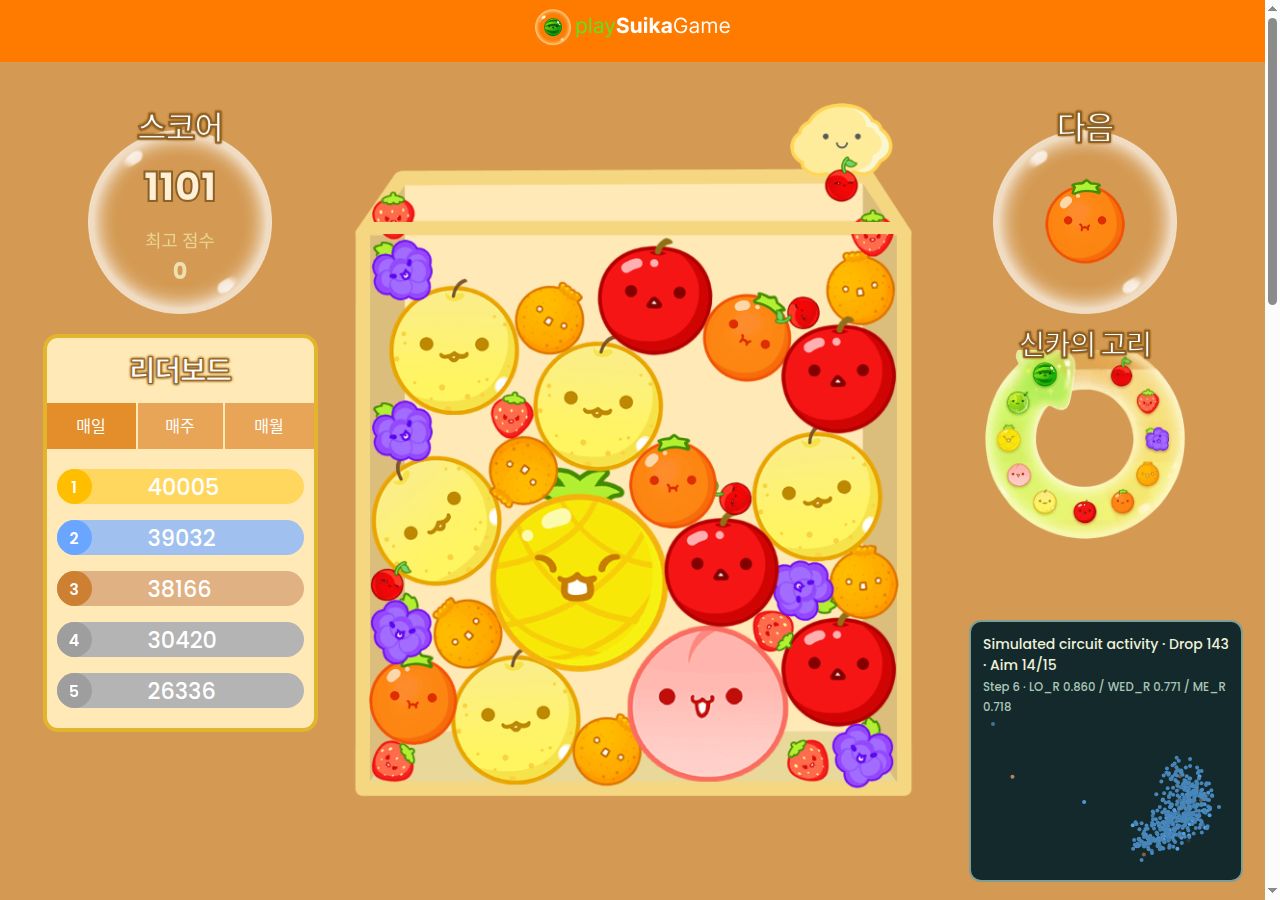 playSuikaGame
스코어
1101
최고 점수
0
다음
리더보드
매일 매주 매월
1 40005
2 39032
3 38166
4 30420
5 26336
신카의 고리
Simulated circuit activity · Drop 143
· Aim 14/15
Step 6 · LO_R 0.860 / WED_R 0.771 / ME_R
0.718